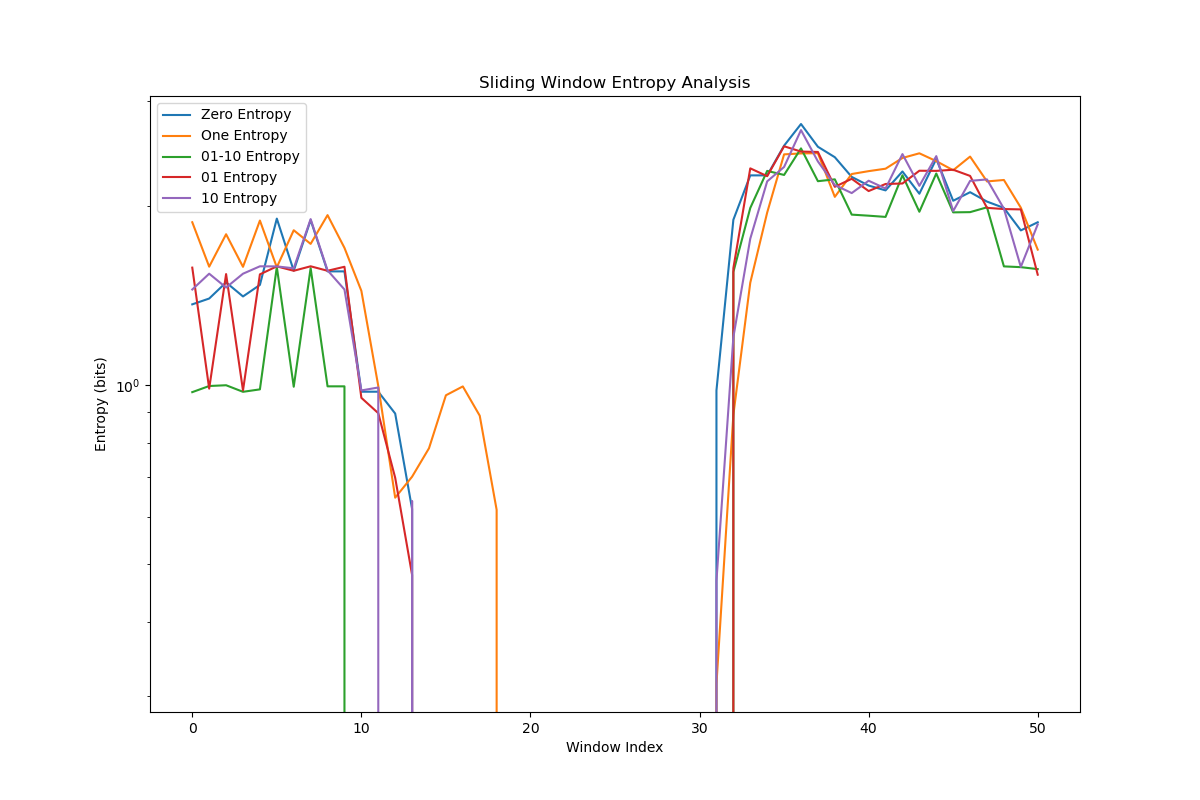 Sliding Window Entropy Analysis
Zero Entropy
One Entropy
01-10 Entropy
01 Entropy
10 Entropy
Entropy (bits)
10⁰
0 10 20 30 40 50
Window Index